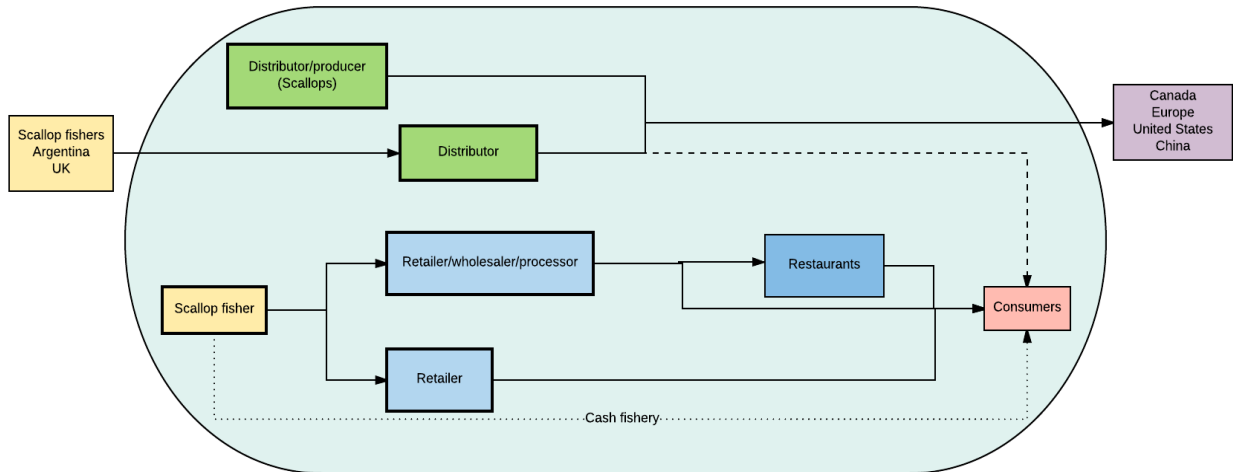 Distributor/producer
(Scallops)
Scallop fishers
Argentina
UK
Distributor
Canada
Europe
United States
China
Retailer/wholesaler/processor
Restaurants
Scallop fisher
Consumers
Retailer
Cash fishery